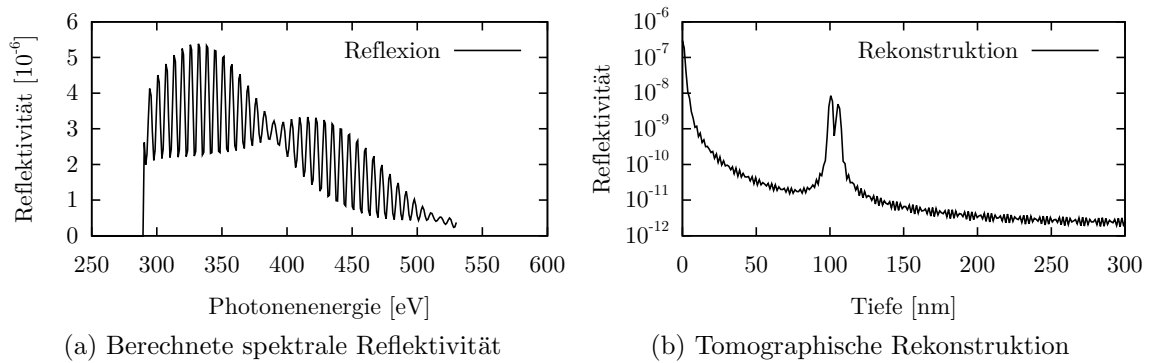 Reflektivität [10⁻⁶]
6
5
4
3
2
1
0
Reflexion
250 300 350 400 450 500 550 600
Photonenenergie [eV]
(a) Berechnete spektrale Reflektivität
Reflektivität
10⁻⁶
10⁻⁷
10⁻⁸
10⁻⁹
10⁻¹⁰
10⁻¹¹
10⁻¹²
Rekonstruktion
0 50 100 150 200 250 300
Tiefe [nm]
(b) Tomographische Rekonstruktion